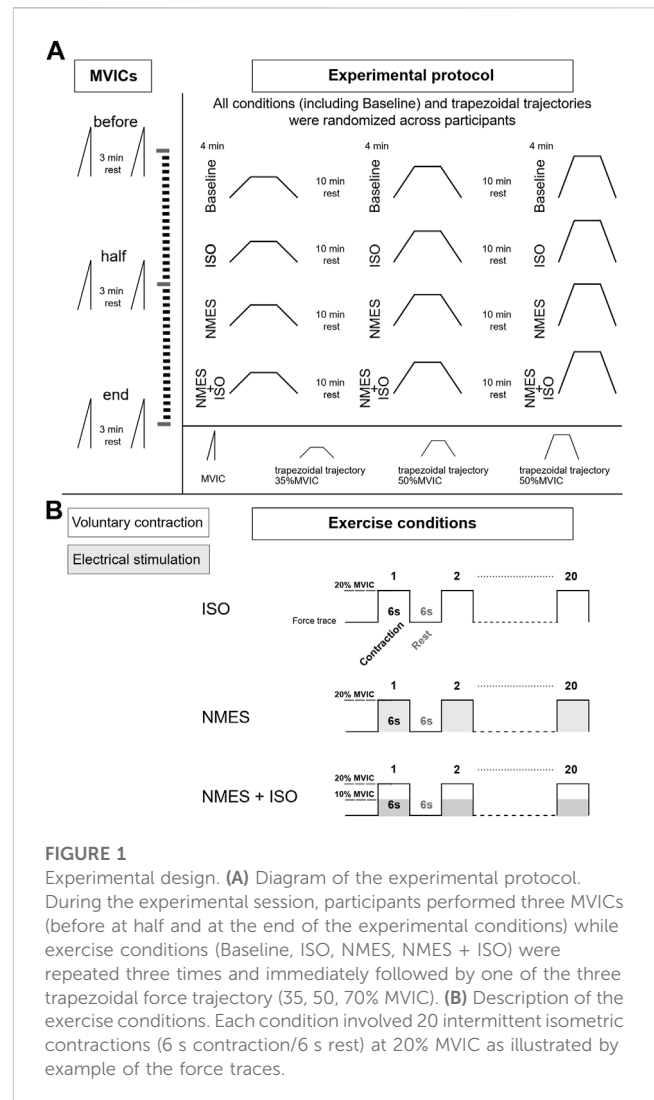 A
MVICs
Experimental protocol
All conditions (including Baseline) and trapezoidal trajectories
were randomized across participants
before
3 min
rest
half
3 min
rest
end
3 min
rest
4 min
Baseline
10 min
rest
4 min
Baseline
10 min
rest
4 min
Baseline
ISO
10 min
rest
ISO
10 min
rest
ISO
NMES
10 min
rest
NMES
10 min
rest
NMES
NMES
+
ISO
10 min
rest
NMES
+
ISO
10 min
rest
NMES
+
ISO
MVIC
trapezoidal trajectory
35%MVIC
trapezoidal trajectory
50%MVIC
trapezoidal trajectory
50%MVIC
B
Voluntary contraction
Electrical stimulation
Exercise conditions
ISO
1
2
20
20% MVIC
Force trace
6s
6s
Contraction
Rest
NMES
1
2
20
20% MVIC
6s
6s
NMES + ISO
1
2
20
20% MVIC
10% MVIC
6s
6s
FIGURE 1
Experimental design. (A) Diagram of the experimental protocol.
During the experimental session, participants performed three MVICs
(before at half and at the end of the experimental conditions) while
exercise conditions (Baseline, ISO, NMES, NMES + ISO) were
repeated three times and immediately followed by one of the three
trapezoidal force trajectory (35, 50, 70% MVIC). (B) Description of the
exercise conditions. Each condition involved 20 intermittent isometric
contractions (6 s contraction/6 s rest) at 20% MVIC as illustrated by
example of the force traces.